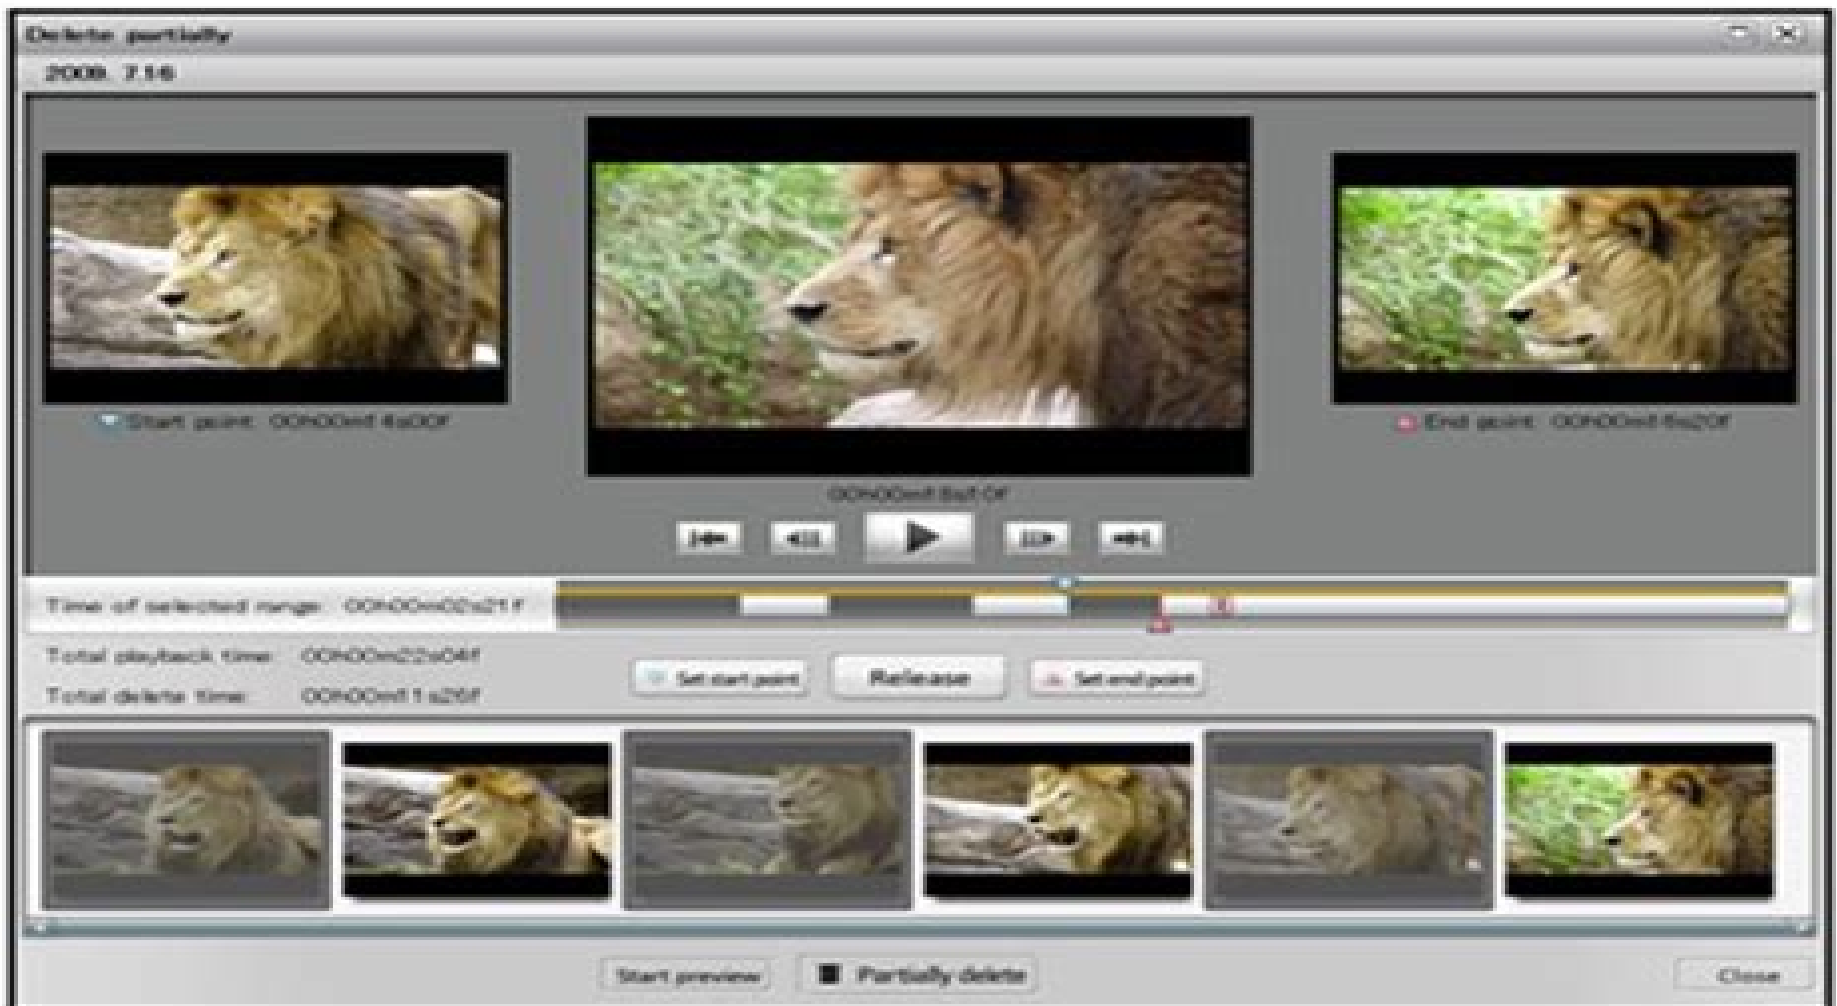 Delete partially
2009. 7.16
Start point: 00h00m14s00f
End point: 00h00m16s20f
00h00m18s10f
Time of selected range: 00h00m02s21f
Total playback time: 00h00m22s04f
Set start point
Release
Set end point
Total delete time: 00h00m11s26f
Start preview
Partially delete
Close